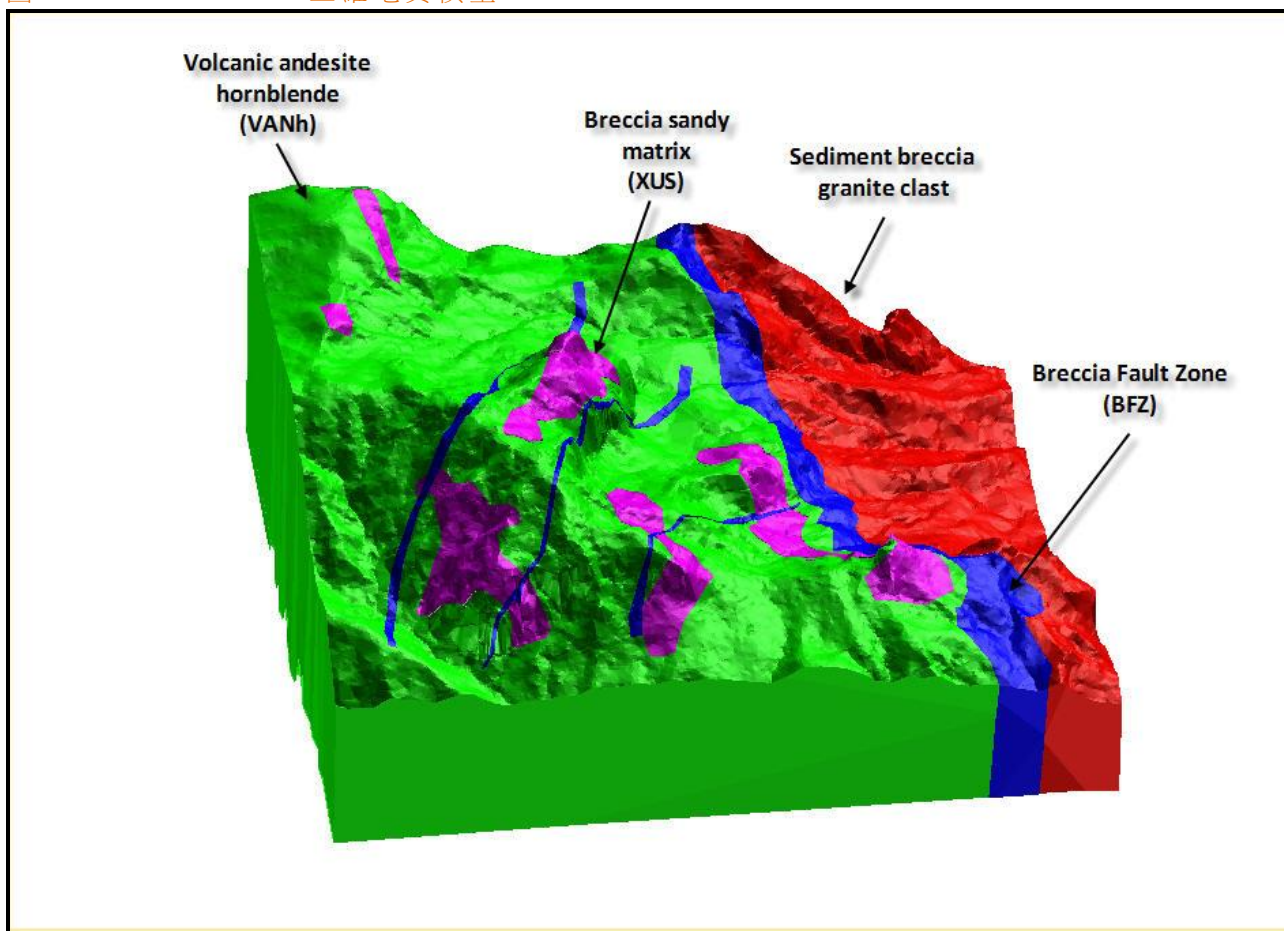 Volcanic andesite
hornblende
(VANh)
Breccia sandy
matrix
(XUS)
Sediment breccia
granite clast
Breccia Fault Zone
(BFZ)